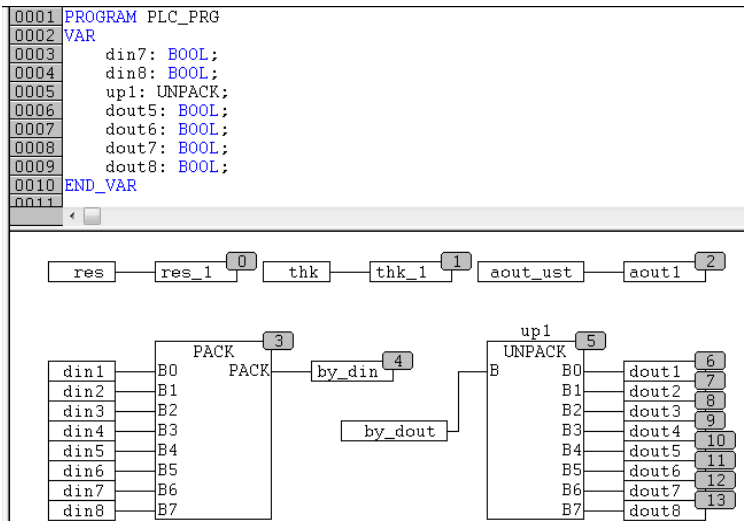 0001 PROGRAM PLC_PRG
0002 VAR
0003 din7: BOOL;
0004 din8: BOOL;
0005 up1: UNPACK;
0006 dout5: BOOL;
0007 dout6: BOOL;
0008 dout7: BOOL;
0009 dout8: BOOL;
0010 END_VAR
0011
res res_1 0 thk thk_1 1 aout_ust aout1 2
up1
3 5
PACK UNPACK
din1 B0 PACK by_din 4 B B0 dout1 6
din2 B1 B1 dout2 7
din3 B2 B2 dout3 8
din4 B3 by_dout B3 dout4 9
din5 B4 B4 dout5 10
din6 B5 B5 dout6 11
din7 B6 B6 dout7 12
din8 B7 B7 dout8 13